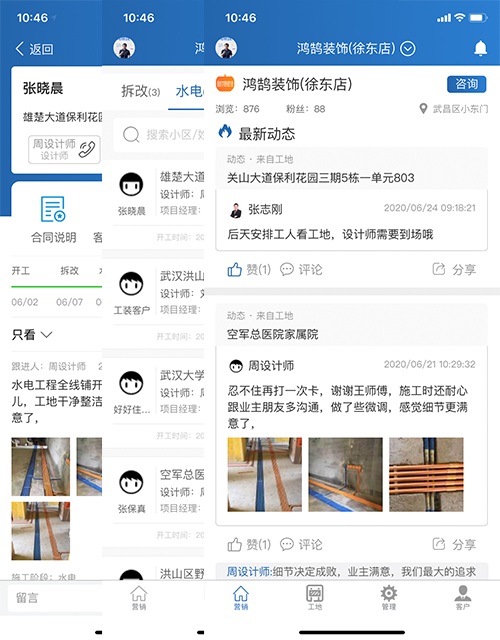 10:46
返回
张晓晨
雄楚大道保利花园
周设计师
设计师
合同说明
开工 拆改
06/02 06/07
只看
跟进人：周设计师
水电工程全线铺开
儿，工地干净整洁
意了，
施工阶段：水电
留言
10:46
拆改(3) 水电
搜索小区/
张晓晨
雄楚大道
设计师：周
项目经理：
开工时间：20
工装客户
武汉洪山
设计师：
项目经理：
开工时间：20
好好住...
武汉大学
设计师：周
项目经理：
开工时间：20
张保真
空军总医
设计师：周
项目经理：
开工时间：20
洪山区野
营销
10:46
鸿鹄装饰(徐东店)
鸿鹄装饰(徐东店)
咨询
浏览：876 粉丝：88 武昌区小东门
最新动态
动态 · 来自工地
关山大道保利花园三期5栋一单元803
张志刚 2020/06/24 09:18:21
后天安排工人看工地，设计师需要到场哦
赞(1) 评论 分享
动态 · 来自工地
空军总医院家属院
周设计师 2020/06/21 10:29:32
忍不住再打一次卡，谢谢王师傅，施工时还耐心
跟业主朋友多沟通，做了些微调，感觉细节更满
意了，
赞(1) 评论 分享
周设计师:细节决定成败，业主满意，我们最大的追求
营销 工地 管理 客户